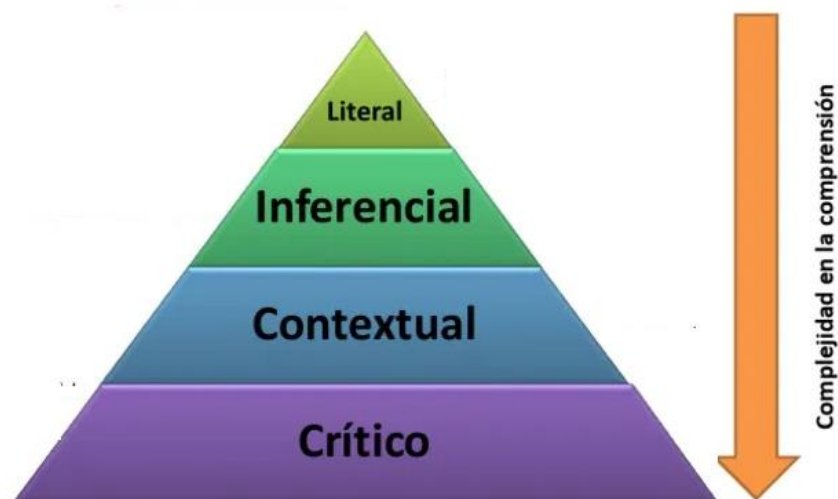 Literal
Inferencial
Contextual
Crítico
Complejidad en la comprensión